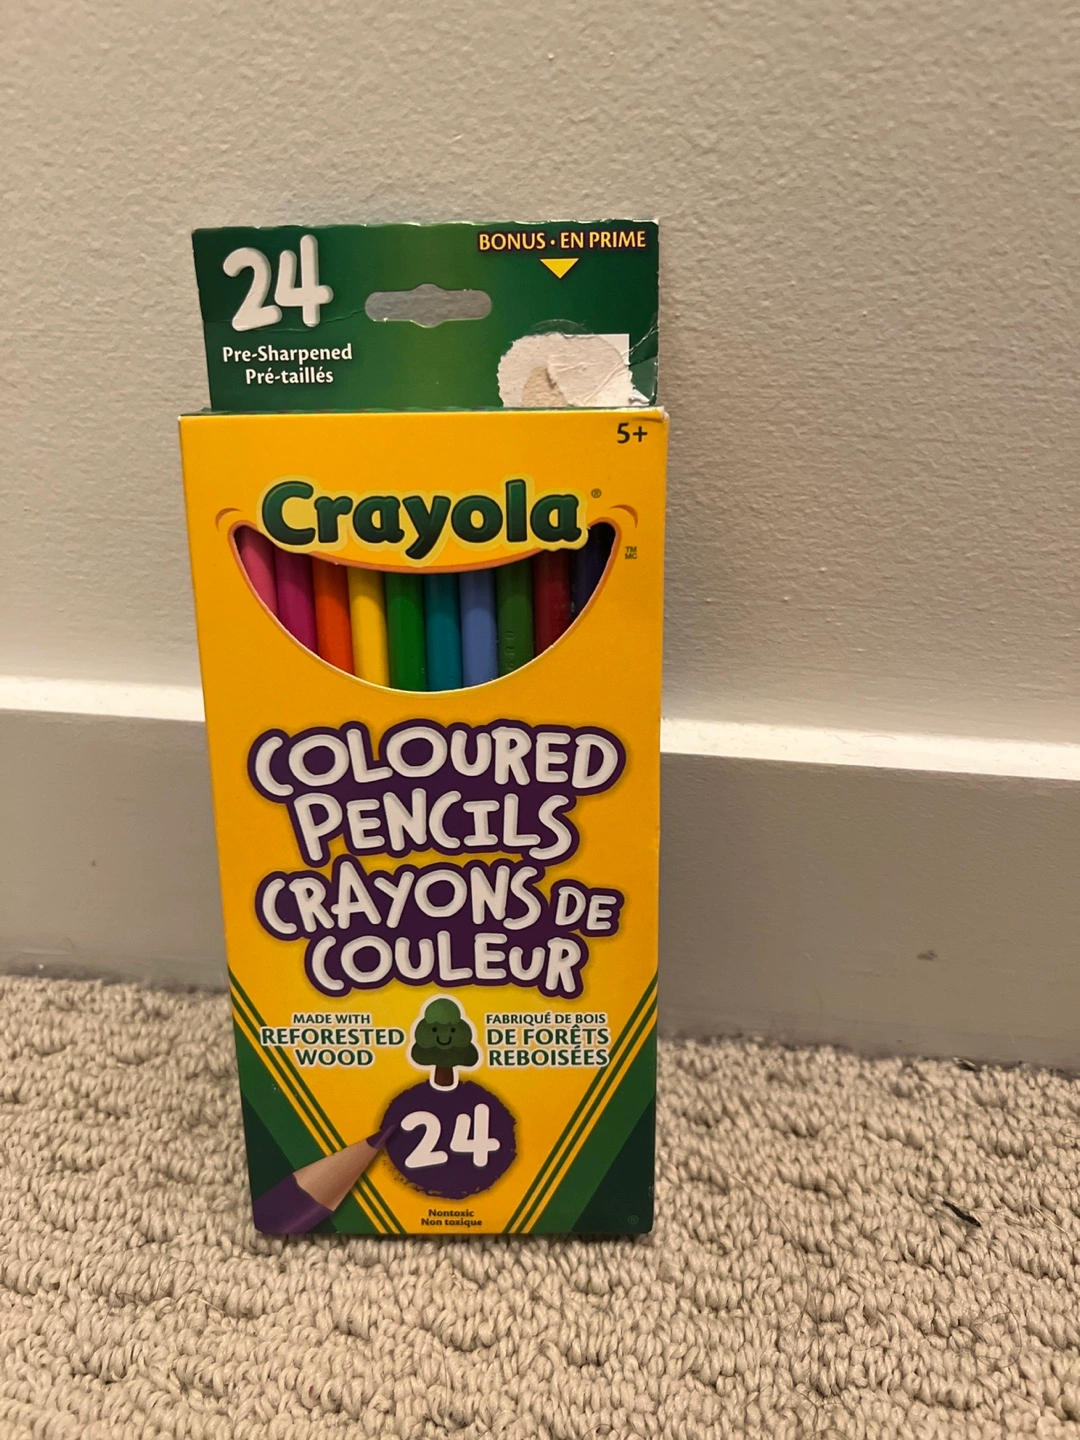 24
BONUS • EN PRIME
Pre-Sharpened
Pré-taillés
5+
Crayola®
TM
MC
COLOURED
PENCILS
CRAYONS DE
COULEUR
MADE WITH
REFORESTED
WOOD
FABRIQUÉ DE BOIS
DE FORÊTS
REBOISÉES
24
Nontoxic
Non toxique
®